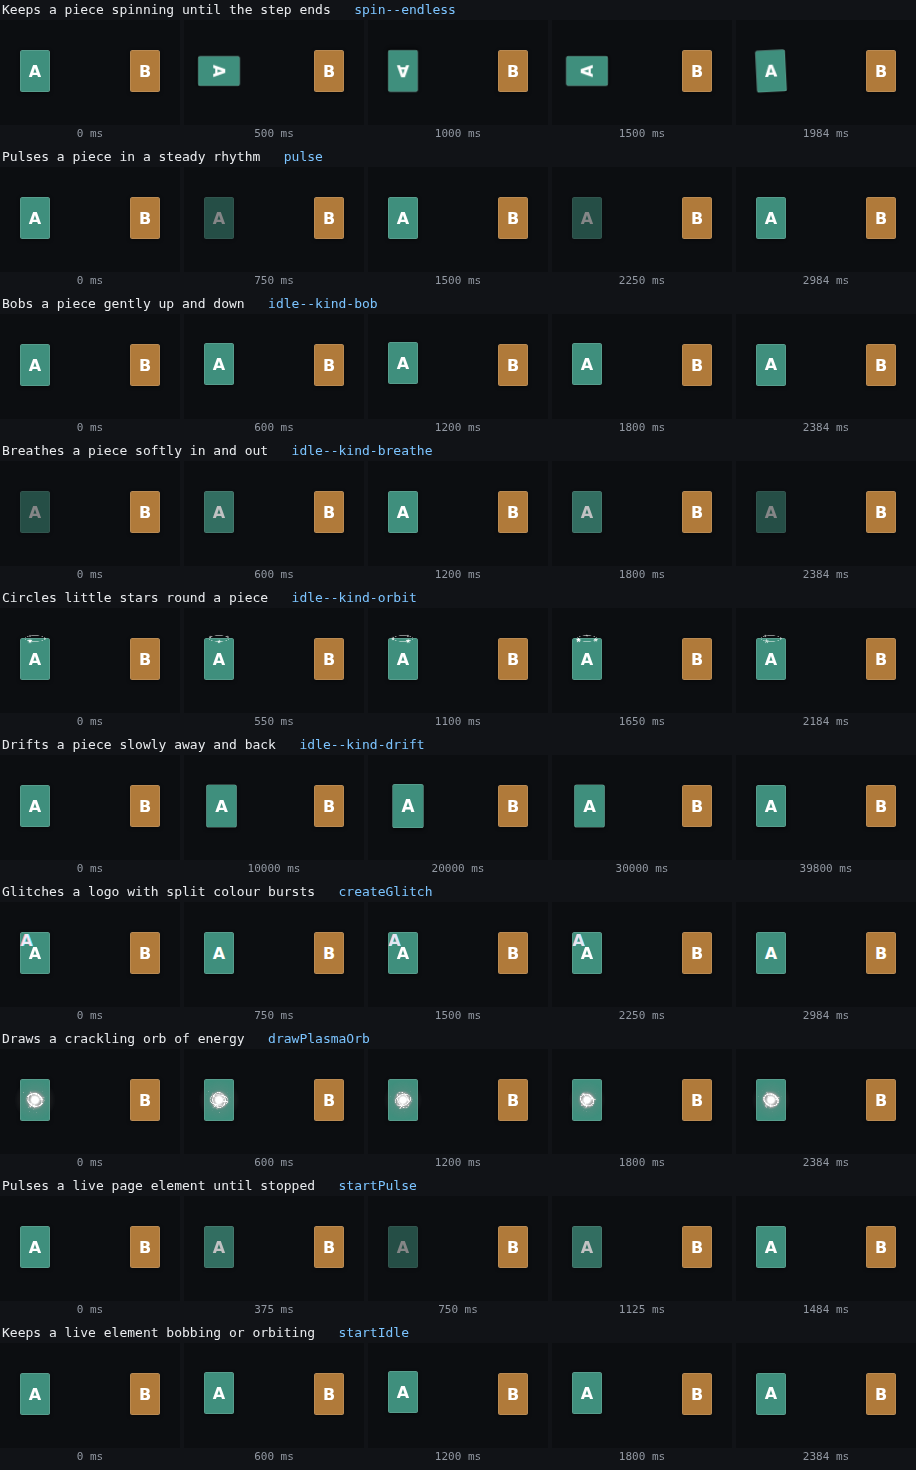 Keeps a piece spinning until the step ends spin--endless
A B A B A B A B A B
0 ms 500 ms 1000 ms 1500 ms 1984 ms
Pulses a piece in a steady rhythm pulse
A B A B A B A B A B
0 ms 750 ms 1500 ms 2250 ms 2984 ms
Bobs a piece gently up and down idle--kind-bob
A B A B A B A B A B
0 ms 600 ms 1200 ms 1800 ms 2384 ms
Breathes a piece softly in and out idle--kind-breathe
A B A B A B A B A B
0 ms 600 ms 1200 ms 1800 ms 2384 ms
Circles little stars round a piece idle--kind-orbit
A B A B A B A B A B
0 ms 550 ms 1100 ms 1650 ms 2184 ms
Drifts a piece slowly away and back idle--kind-drift
A B A B A B A B A B
0 ms 10000 ms 20000 ms 30000 ms 39800 ms
Glitches a logo with split colour bursts createGlitch
A A B A B A A B A A B A B
0 ms 750 ms 1500 ms 2250 ms 2984 ms
Draws a crackling orb of energy drawPlasmaOrb
B B B B B
0 ms 600 ms 1200 ms 1800 ms 2384 ms
Pulses a live page element until stopped startPulse
A B A B A B A B A B
0 ms 375 ms 750 ms 1125 ms 1484 ms
Keeps a live element bobbing or orbiting startIdle
A B A B A B A B A B
0 ms 600 ms 1200 ms 1800 ms 2384 ms